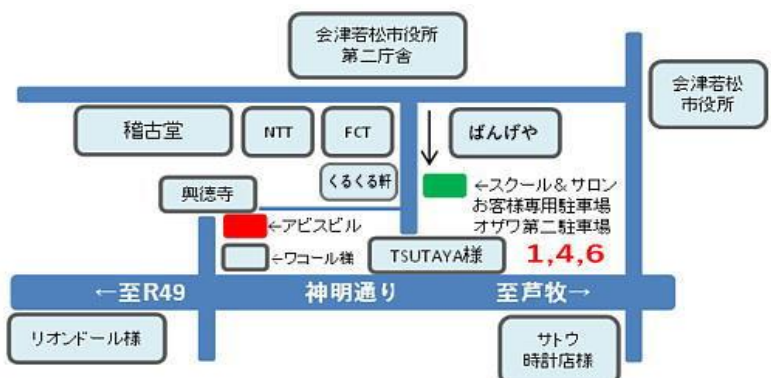 会津若松市役所
第二庁舎
会津若松
市役所
稽古堂
NTT
FCT
ばんげや
くるくる軒
興徳寺
←スクール&サロン
お客様専用駐車場
オザワ第二駐車場
1,4,6
←アビスビル
←ワコール様
TSUTAYA様
←至R49
神明通り
至芦牧→
リオンドール様
サトウ
時計店様